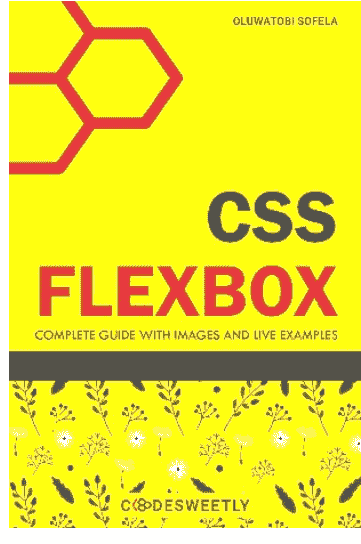 OLUWATOBI SOFELA
CSS
FLEXBOX
COMPLETE GUIDE WITH IMAGES AND LIVE EXAMPLES
CODESWEETLY